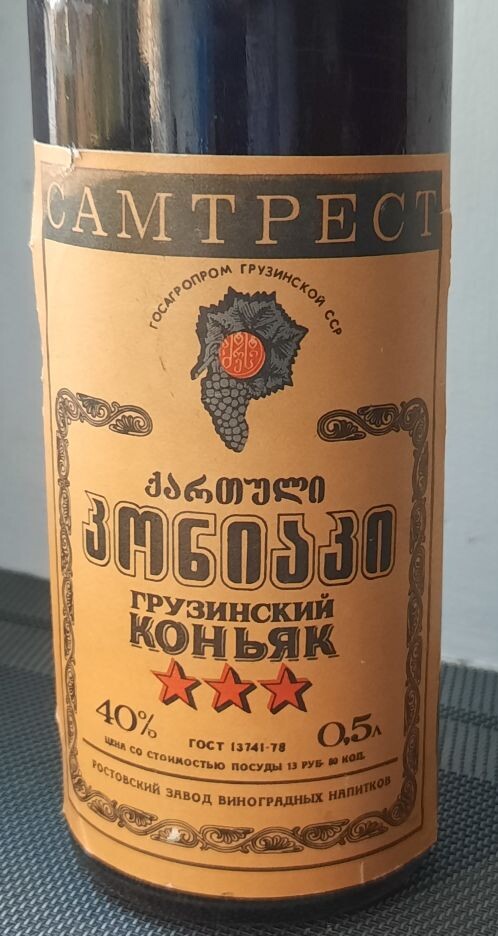 САМТРЕСТ
ГОСАГРОПРОМ ГРУЗИНСКОЙ ССР
ქართული
კონიაკი
ГРУЗИНСКИЙ
КОНЬЯК
40% ГОСТ 13741-78 0,5л
ЦЕНА СО СТОИМОСТЬЮ ПОСУДЫ 13 РУБ. 80 КОП.
РОСТОВСКИЙ ЗАВОД ВИНОГРАДНЫХ НАПИТКОВ